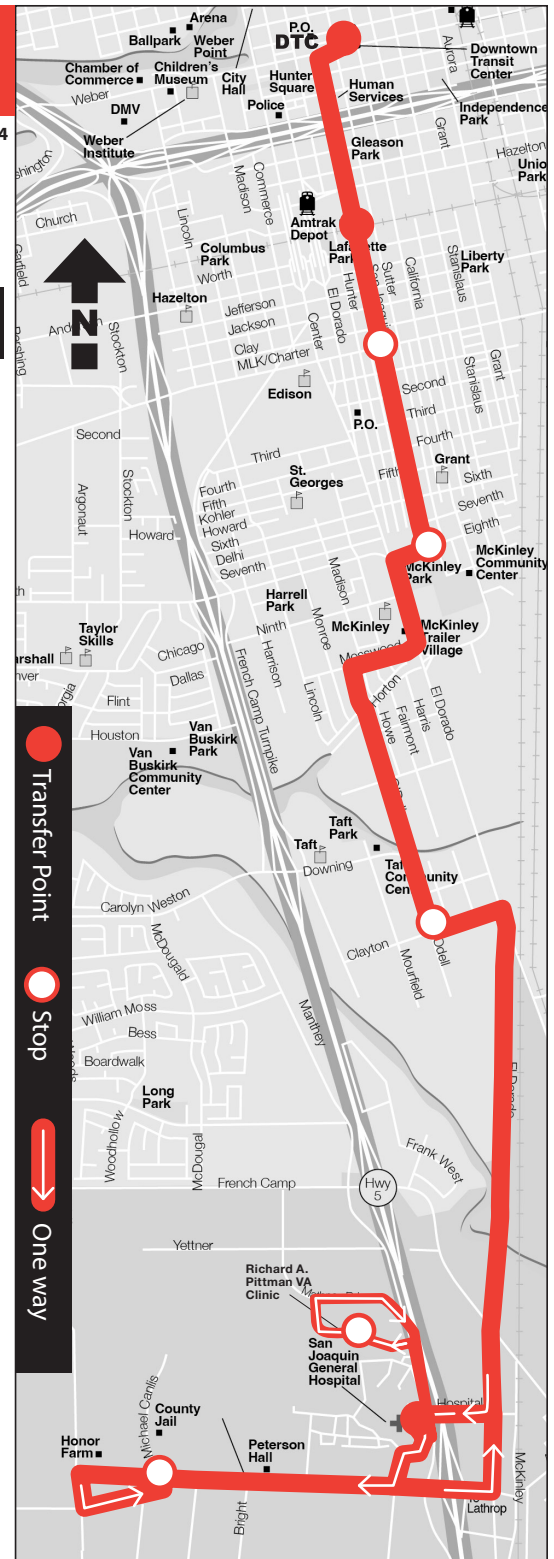 Arena
P.O.
DTC
Ballpark
Weber
Point
Aurora
Downtown
Transit
Center
Chamber of
Commerce
Children's
Museum
City
Hall
Hunter
Square
Human
Services
Weber
DMV
Police
Independence
Park
4
Weber
Institute
Gleason
Park
Grant
Hazelton
Union
Park
Madison
Commerce
Church
Lincoln
Amtrak
Depot
Lafayette
Park
Columbus
Park
Garfield
Worth
Hunter
Sutter
California
Stanislaus
Liberty
Park
Hazelton
El Dorado
Jefferson
N
Stockton
Jackson
Center
Clay
MLK/Charter
Pershing
Stanislaus
Grant
Edison
Second
P.O.
Third
Second
Fourth
Third
Grant
St.
Georges
Fifth
Sixth
Stockton
Argonaut
Fourth
Fifth
Kohler
Howard
Sixth
Delhi
Seventh
Seventh
Eighth
Howard
McKinley
Park
McKinley
Community
Center
Madison
Harrell
Park
Taylor
Skills
Ninth
Monroe
McKinley
McKinley
Trailer
Village
Chicago
Harrison
Dallas
French Camp Turnpike
Lincoln
Horton
Flint
Howe
Fairmont
Harris
El Dorado
Houston
Van
Buskirk
Park
Van
Buskirk
Community
Center
Transfer Point
Taft
Park
Taft
Downing
Taft
Community
Center
Carolyn Weston
McDougald
Clayton
Mourfield
Odell
Stop
William Moss
Bess
Manthey
Boardwalk
El Dorado
Long
Park
Woodhollow
McDougal
French Camp
Hwy
5
Frank West
One way
Yettner
Richard A.
Pittman VA
Clinic
San
Joaquin
General
Hospital
Hospital
Michael Canlis
County
Jail
Honor
Farm
Peterson
Hall
Bright
McKinley
Lathrop